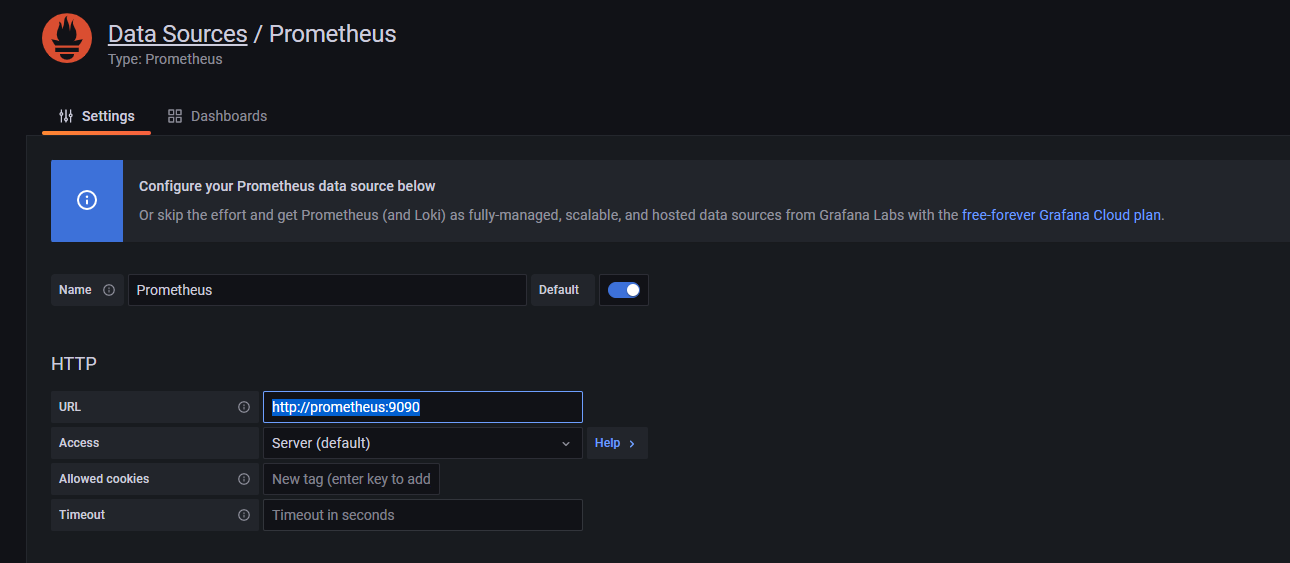 Data Sources / Prometheus
Type: Prometheus
Settings
Dashboards
Configure your Prometheus data source below
Or skip the effort and get Prometheus (and Loki) as fully-managed, scalable, and hosted data sources from Grafana Labs with the free-forever Grafana Cloud plan.
Name
Prometheus
Default
HTTP
URL
http://prometheus:9090
Access
Server (default)
Help
Allowed cookies
New tag (enter key to add
Timeout
Timeout in seconds